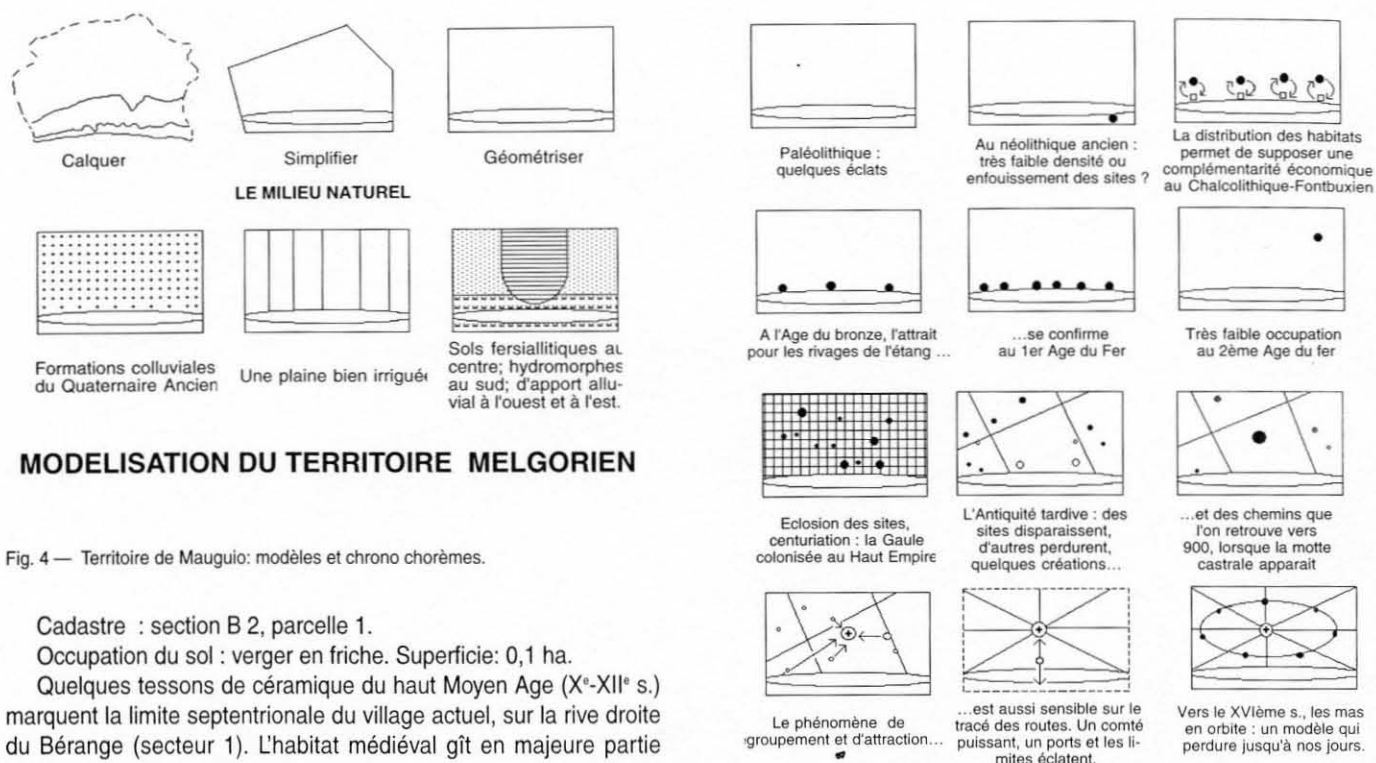 Calquer
Simplifier
Géométriser
LE MILIEU NATUREL
Formations colluviales
du Quaternaire Ancien
Une plaine bien irriguée
Sols fersiallitiques au
centre; hydromorphes
au sud; d'apport allu-
vial à l'ouest et à l'est.
MODELISATION DU TERRITOIRE MELGORIEN
Fig. 4 — Territoire de Mauguio: modèles et chrono chorèmes.
Cadastre : section B 2, parcelle 1.
Occupation du sol : verger en friche. Superficie: 0,1 ha.
Quelques tessons de céramique du haut Moyen Age (Xᵉ-XIIᵉ s.)
marquent la limite septentrionale du village actuel, sur la rive droite
du Bérange (secteur 1). L'habitat médiéval gît en majeure partie
Paléolithique :
quelques éclats
Au néolithique ancien :
très faible densité ou
enfouissement des sites ?
La distribution des habitats
permet de supposer une
complémentarité économique
au Chalcolithique-Fontbuxien
A l'Age du bronze, l'attrait
pour les rivages de l'étang ...
...se confirme
au 1er Age du Fer
Très faible occupation
au 2ème Age du fer
Eclosion des sites,
centuriation : la Gaule
colonisée au Haut Empire
L'Antiquité tardive : des
sites disparaissent,
d'autres perdurent,
quelques créations...
...et des chemins que
l'on retrouve vers
900, lorsque la motte
castrale apparait
Le phénomène de
groupement et d'attraction...
...est aussi sensible sur le
tracé des routes. Un comté
puissant, un ports et les li-
mites éclatent.
Vers le XVIème s., les mas
en orbite : un modèle qui
perdure jusqu'à nos jours.